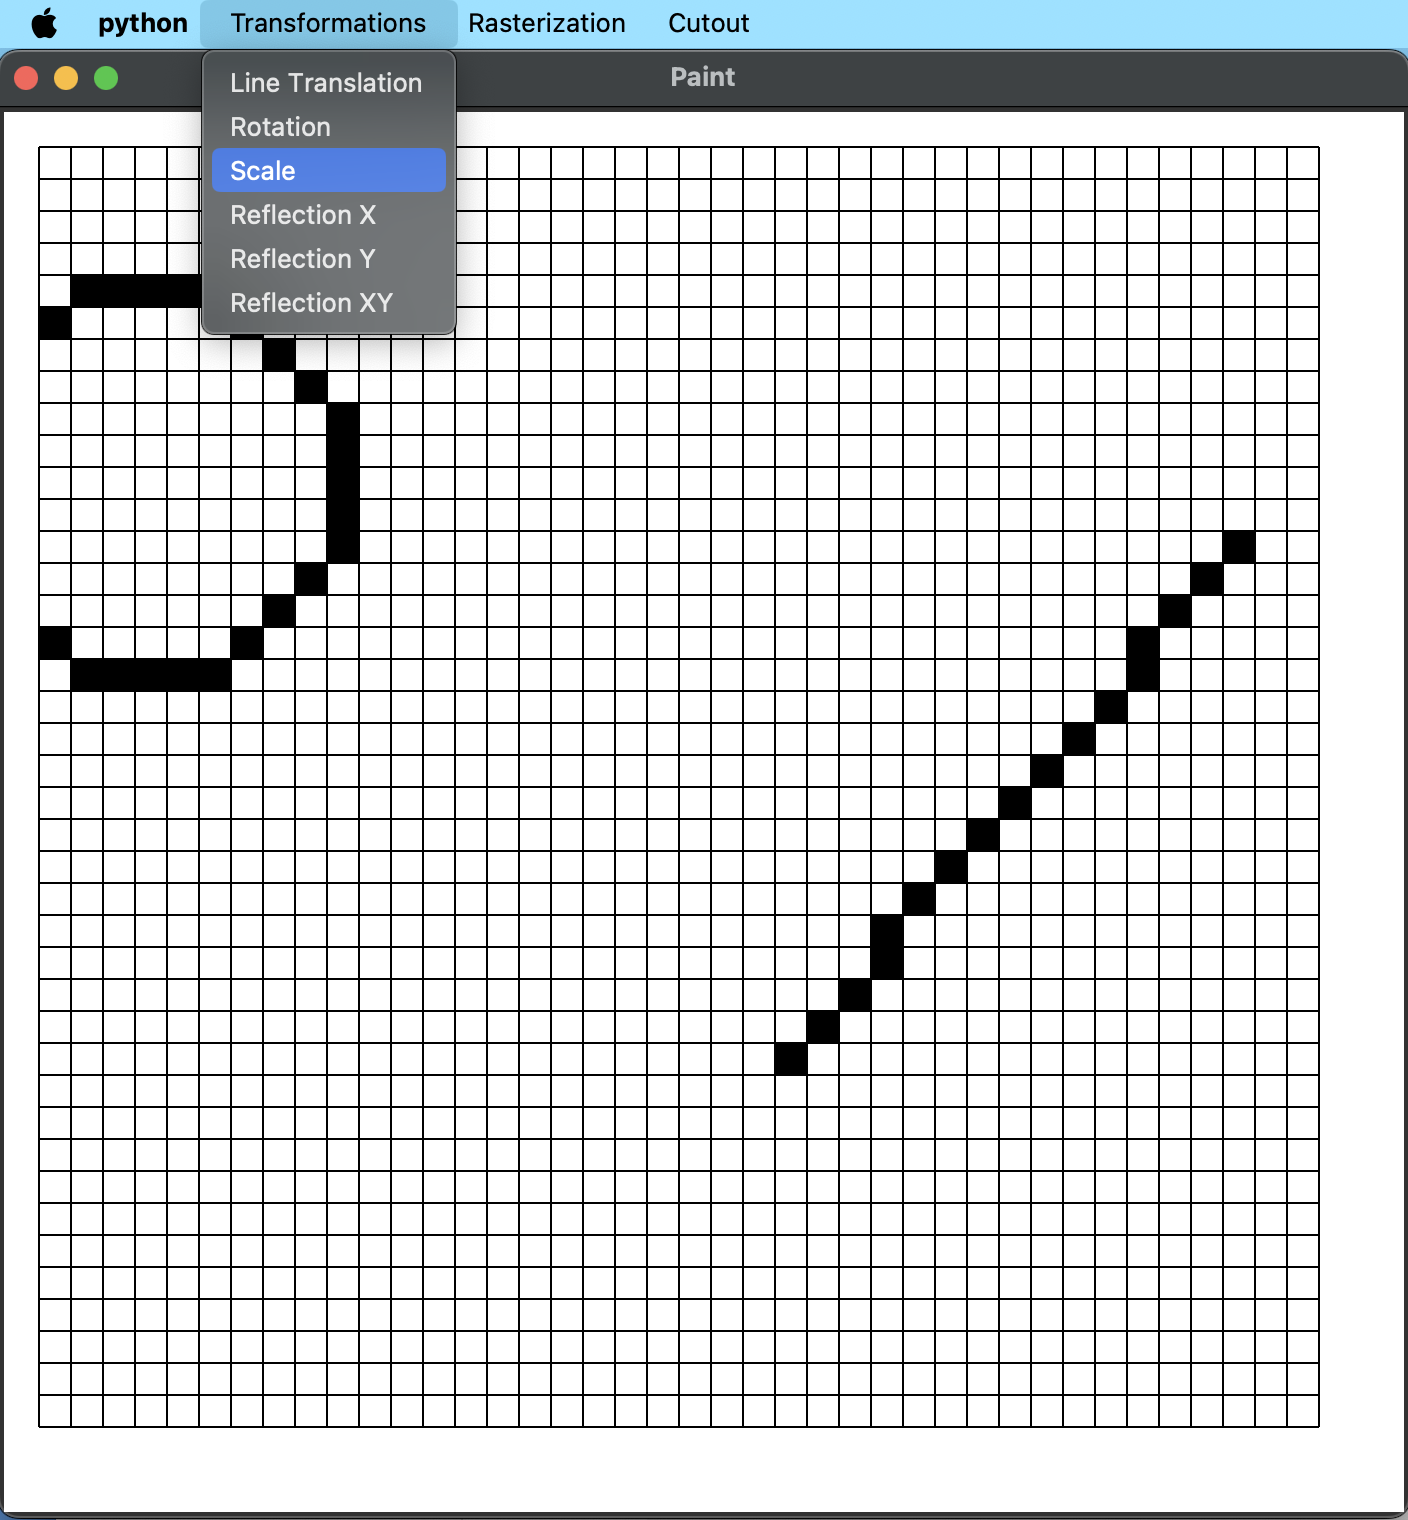 python Transformations Rasterization Cutout
Paint
Line Translation
Rotation
Scale
Reflection X
Reflection Y
Reflection XY